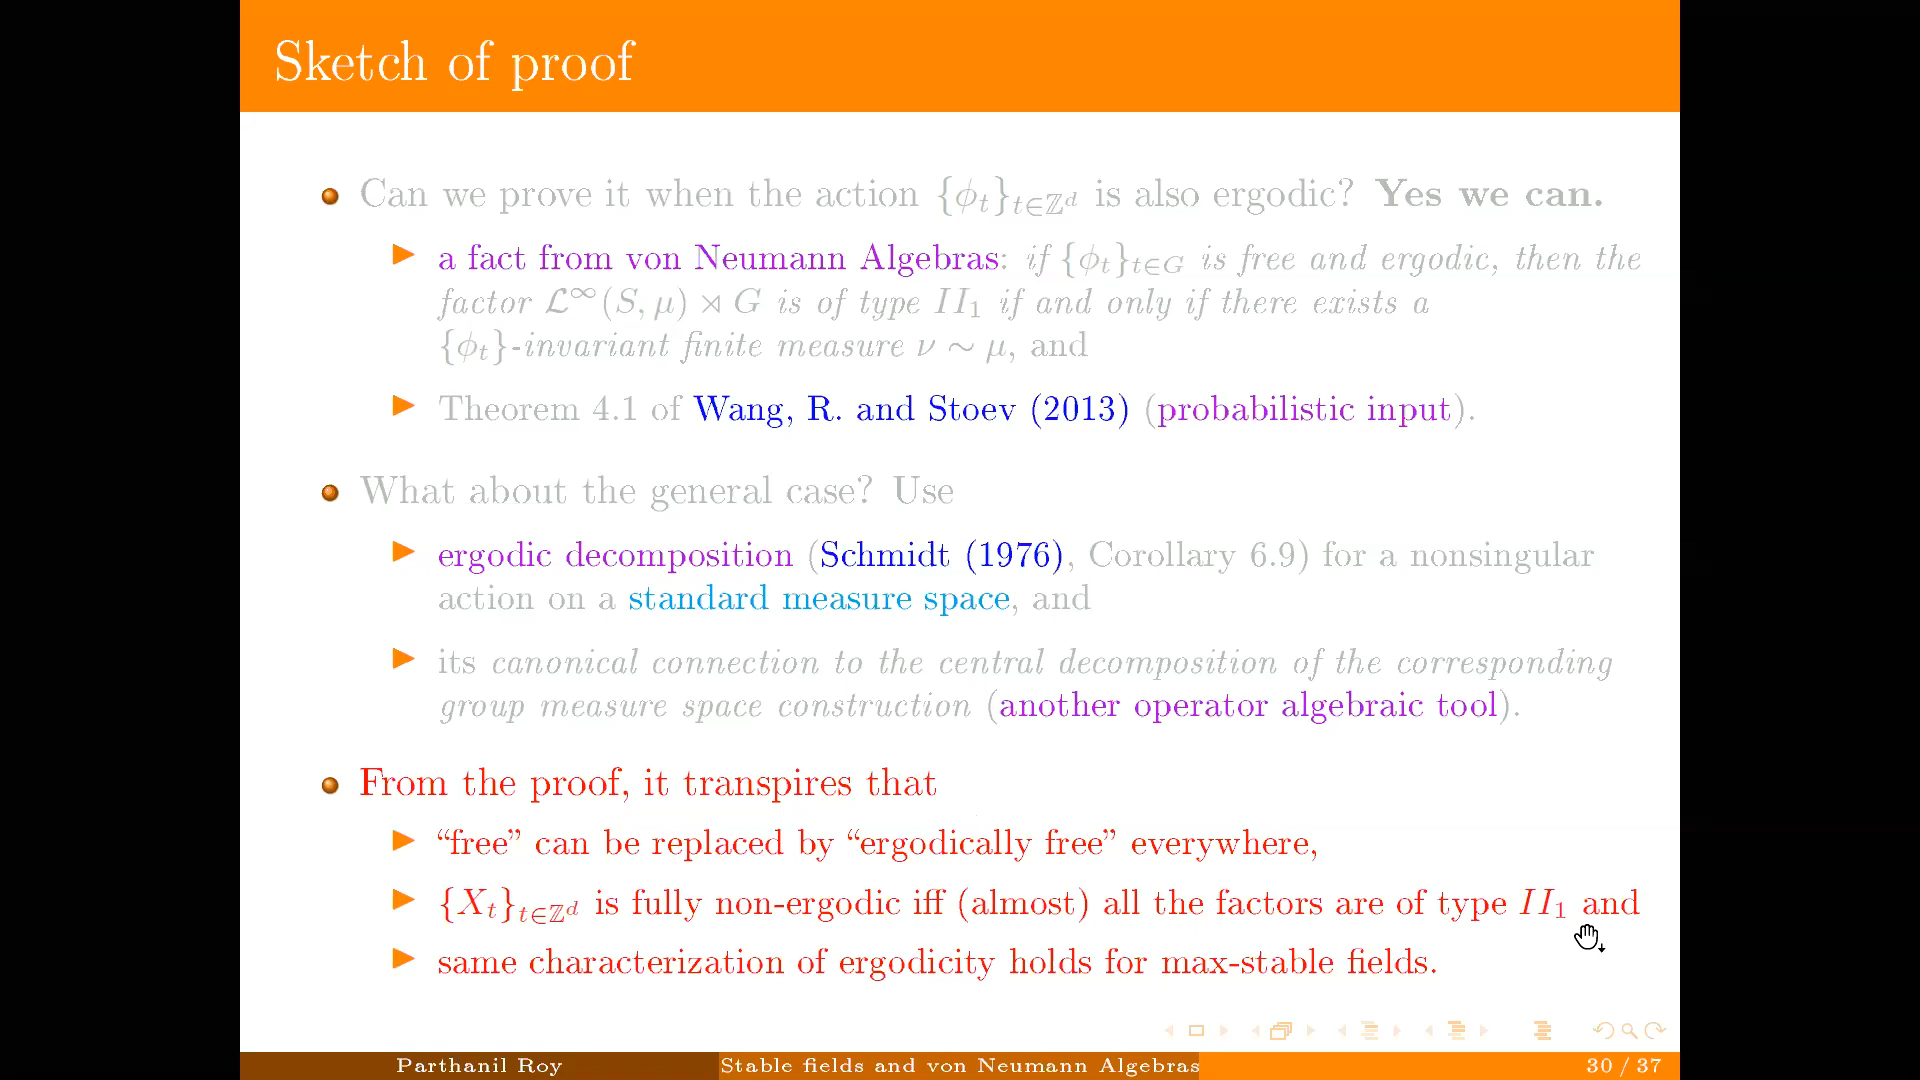 Sketch of proof
Can we prove it when the action {ϕ_t}_{t∈ℤ^d} is also ergodic? Yes we can.
a fact from von Neumann Algebras: if {ϕ_t}_{t∈G} is free and ergodic, then the
factor ℒ^∞(S, μ) ⋊ G is of type II_1 if and only if there exists a
{ϕ_t}-invariant finite measure ν ∼ μ, and
Theorem 4.1 of Wang, R. and Stoev (2013) (probabilistic input).
What about the general case? Use
ergodic decomposition (Schmidt (1976), Corollary 6.9) for a nonsingular
action on a standard measure space, and
its canonical connection to the central decomposition of the corresponding
group measure space construction (another operator algebraic tool).
From the proof, it transpires that
“free” can be replaced by “ergodically free” everywhere,
{X_t}_{t∈ℤ^d} is fully non-ergodic iff (almost) all the factors are of type II_1 and
same characterization of ergodicity holds for max-stable fields.
Parthanil Roy
Stable fields and von Neumann Algebras
30 / 37